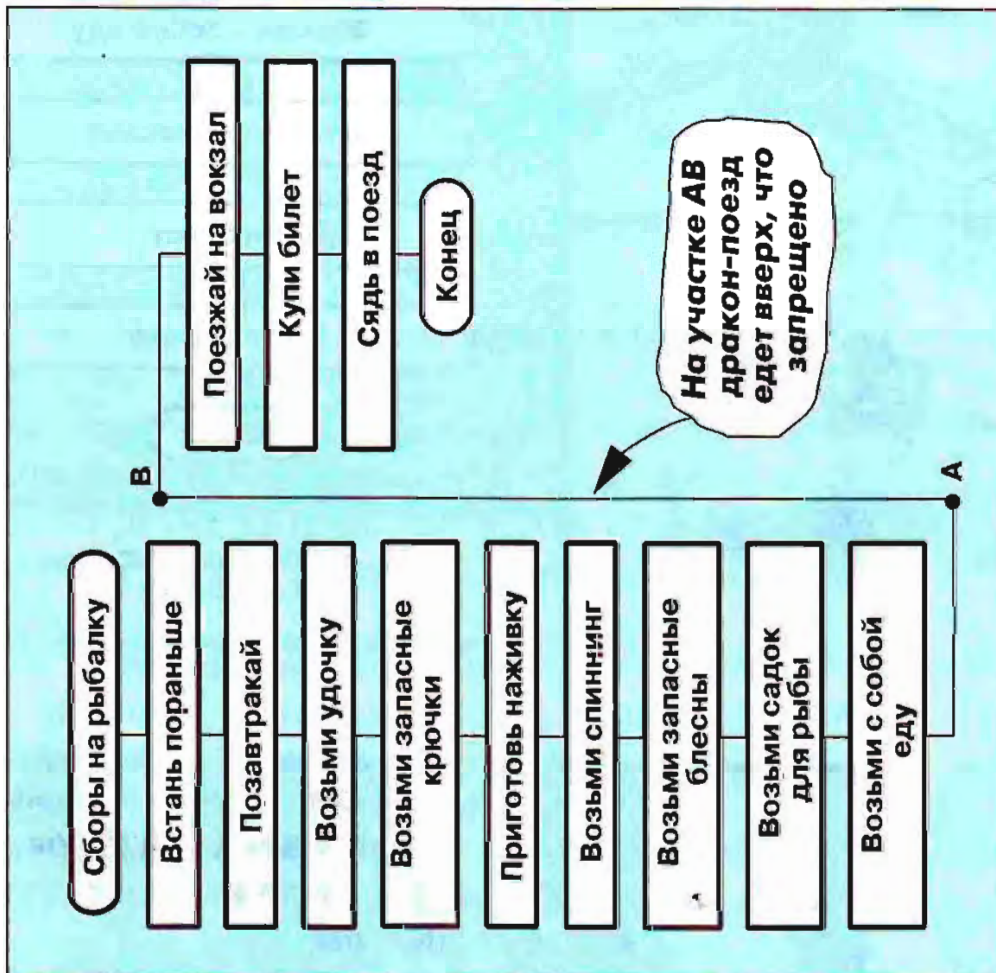 Сборы на рыбалку
Встань пораньше
Позавтракай
Возьми удочку
Возьми запасные
крючки
Приготовь наживку
Возьми спиннинг
Возьми запасные
блесны
Возьми садок
для рыбы
Возьми с собой
еду
A
B
Поезжай на вокзал
Купи билет
Сядь в поезд
Конец
На участке АВ
дракон-поезд
едет вверх, что
запрещено